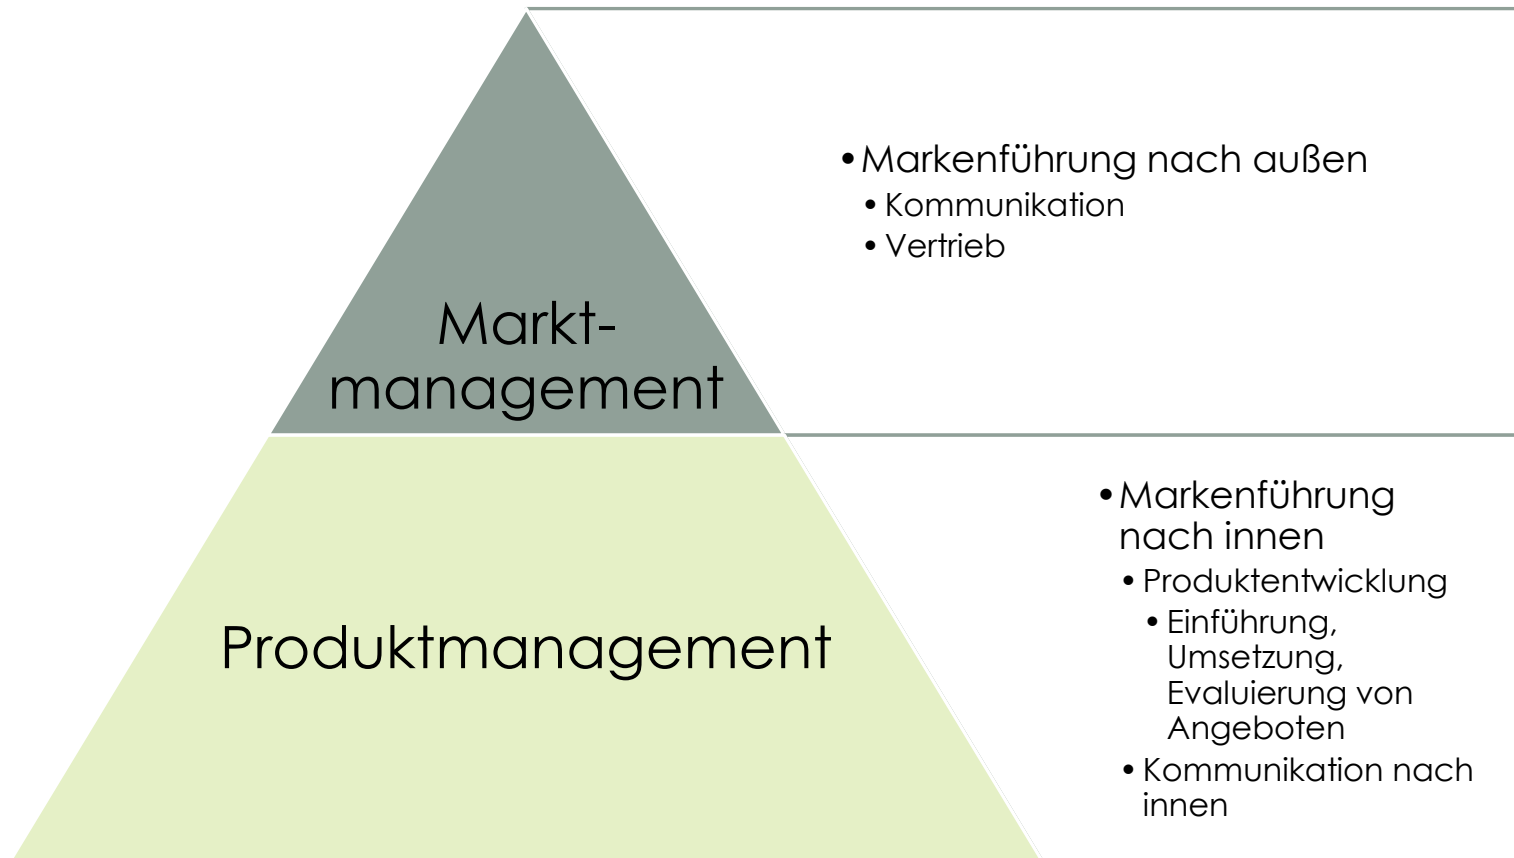 Markt-
management
•Markenführung nach außen
•Kommunikation
•Vertrieb
Produktmanagement
•Markenführung
nach innen
•Produktentwicklung
•Einführung,
Umsetzung,
Evaluierung von
Angeboten
•Kommunikation nach
innen